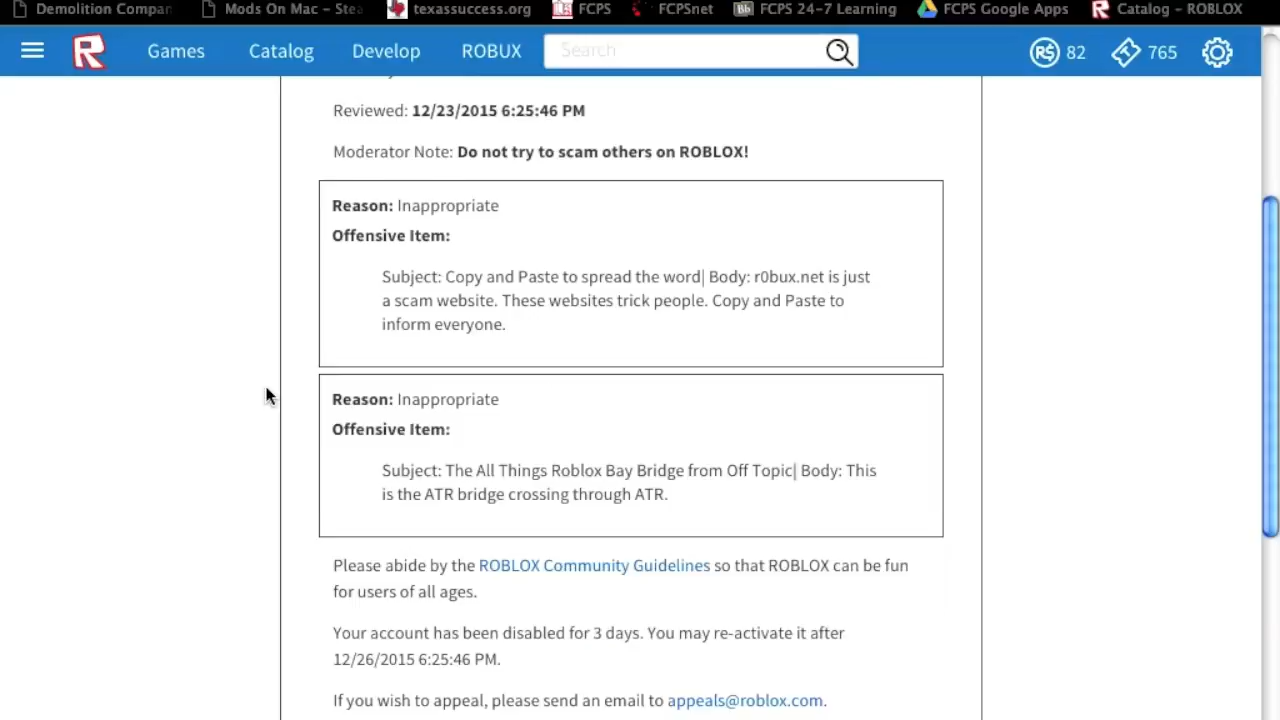 Demolition Compan Mods On Mac – Stea texassuccess.org FCPS FCPSnet Bb FCPS 24-7 Learning FCPS Google Apps Catalog – ROBLOX
R Games Catalog Develop ROBUX Search R$ 82 765
Reviewed: 12/23/2015 6:25:46 PM
Moderator Note: Do not try to scam others on ROBLOX!
Reason: Inappropriate
Offensive Item:
Subject: Copy and Paste to spread the word| Body: r0bux.net is just
a scam website. These websites trick people. Copy and Paste to
inform everyone.
Reason: Inappropriate
Offensive Item:
Subject: The All Things Roblox Bay Bridge from Off Topic| Body: This
is the ATR bridge crossing through ATR.
Please abide by the ROBLOX Community Guidelines so that ROBLOX can be fun
for users of all ages.
Your account has been disabled for 3 days. You may re-activate it after
12/26/2015 6:25:46 PM.
If you wish to appeal, please send an email to appeals@roblox.com.